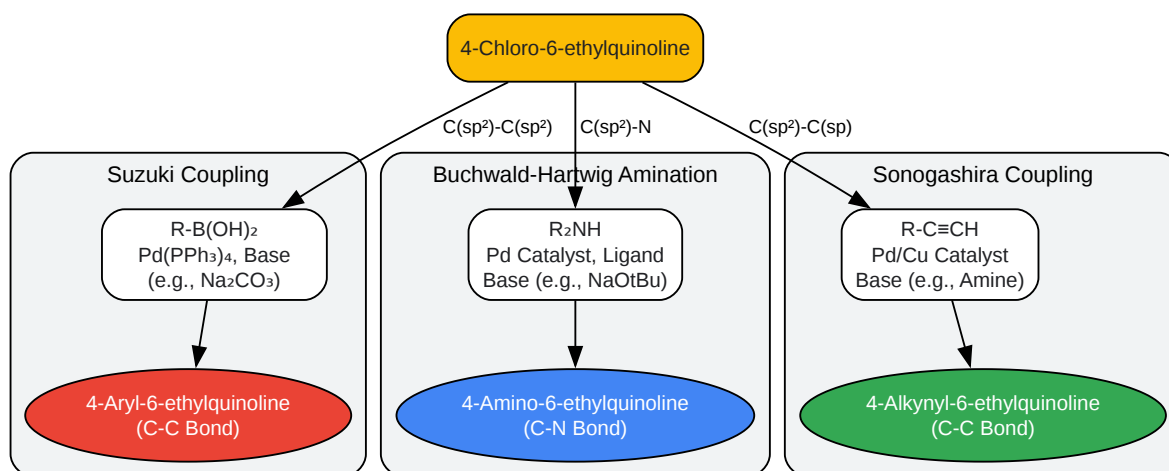 4-Chloro-6-ethylquinoline
C(sp²)-C(sp²)
C(sp²)-N
C(sp²)-C(sp)
Suzuki Coupling
R-B(OH)₂
Pd(PPh₃)₄, Base
(e.g., Na₂CO₃)
4-Aryl-6-ethylquinoline
(C-C Bond)
Buchwald-Hartwig Amination
R₂NH
Pd Catalyst, Ligand
Base (e.g., NaOtBu)
4-Amino-6-ethylquinoline
(C-N Bond)
Sonogashira Coupling
R-C≡CH
Pd/Cu Catalyst
Base (e.g., Amine)
4-Alkynyl-6-ethylquinoline
(C-C Bond)